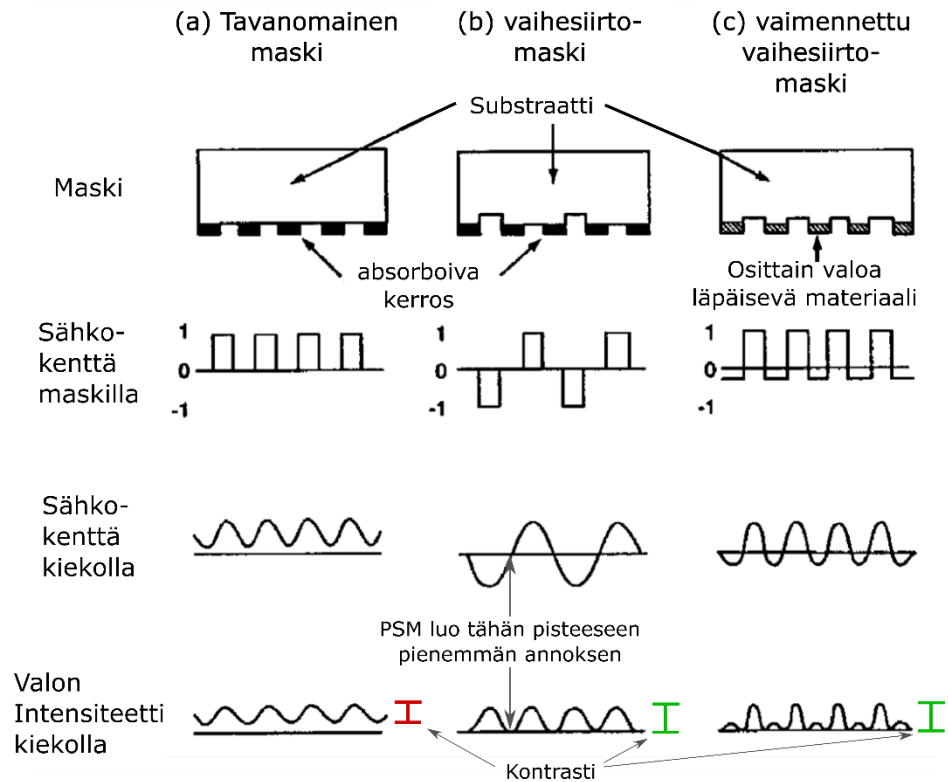 (a) Tavanomainen
maski
(b) vaihesiirto-
maski
(c) vaimennettu
vaihesiirto-
maski
Substraatti
Maski
absorboiva
kerros
Osittain valoa
läpäisevä materiaali
Sähkö-
kenttä
maskilla
1
0
-1
1
0
-1
1
0
-1
Sähkö-
kenttä
kiekolla
PSM luo tähän pisteeseen
pienemmän annoksen
Valon
Intensiteetti
kiekolla
Kontrasti